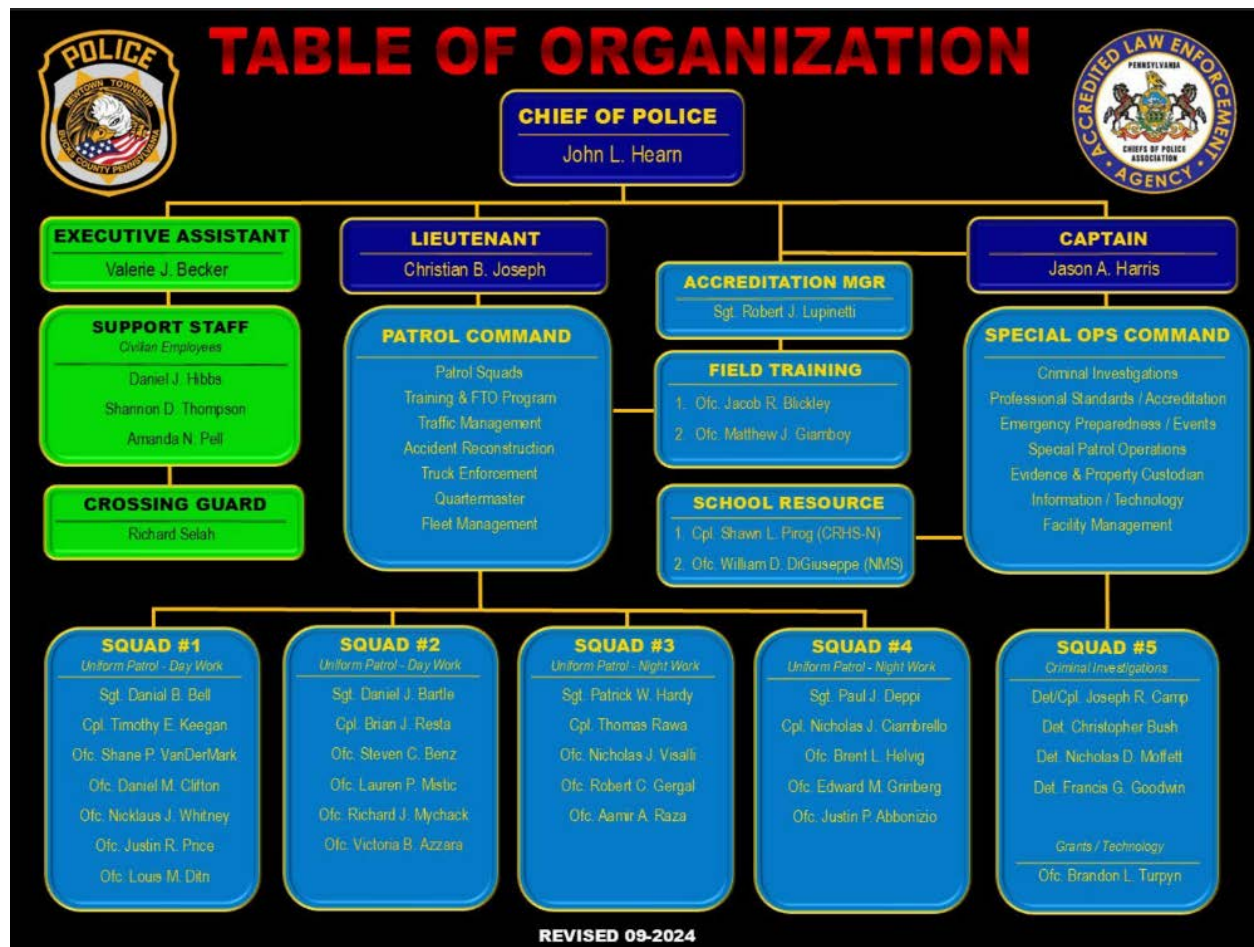 TABLE OF ORGANIZATION
POLICE
NEWTOWN TOWNSHIP
BUCKS COUNTY PENNSYLVANIA
ACCREDITED LAW ENFORCEMENT AGENCY
PENNSYLVANIA
CHIEFS OF POLICE
ASSOCIATION
CHIEF OF POLICE
John L. Hearn
EXECUTIVE ASSISTANT
Valerie J. Becker
LIEUTENANT
Christian B. Joseph
CAPTAIN
Jason A. Harris
ACCREDITATION MGR
Sgt. Robert J. Lupinetti
SUPPORT STAFF
Civilian Employees
Daniel J. Hibbs
Shannon D. Thompson
Amanda N. Pell
CROSSING GUARD
Richard Selah
PATROL COMMAND
Patrol Squads
Training & FTO Program
Traffic Management
Accident Reconstruction
Truck Enforcement
Quartermaster
Fleet Management
FIELD TRAINING
1. Ofc. Jacob R. Blickley
2. Ofc. Matthew J. Giamboy
SCHOOL RESOURCE
1. Cpl. Shawn L. Pirog (CRHS-N)
2. Ofc. William D. DiGiuseppe (NMS)
SPECIAL OPS COMMAND
Criminal Investigations
Professional Standards / Accreditation
Emergency Preparedness / Events
Special Patrol Operations
Evidence & Property Custodian
Information / Technology
Facility Management
SQUAD #1
Uniform Patrol - Day Work
Sgt. Danial B. Bell
Cpl. Timothy E. Keegan
Ofc. Shane P. VanDerMark
Ofc. Daniel M. Clifton
Ofc. Nicklaus J. Whitney
Ofc. Justin R. Price
Ofc. Louis M.
SQUAD #2
Uniform Patrol - Day Work
Sgt. Daniel J. Bartle
Cpl. Brian J. Resta
Ofc. Steven C. Benz
Ofc. Lauren P. Mistic
Ofc. Richard J. Mychack
Ofc. Victoria B. Azzara
SQUAD #3
Uniform Patrol - Night Work
Sgt. Patrick W. Hardy
Cpl. Thomas Rawa
Ofc. Nicholas J. Visalli
Ofc. Robert C. Gergal
Ofc. Aamir A. Raza
SQUAD #4
Uniform Patrol - Night Work
Sgt. Paul J. Deppi
Cpl. Nicholas J. Ciambrello
Ofc. Brent L. Helvig
Ofc. Edward M. Grinberg
Ofc. Justin P. Abbonizio
SQUAD #5
Criminal Investigations
Det/Cpl. Joseph R. Camp
Det. Christopher Bush
Det. Nicholas D. Moffett
Det. Francis G. Goodwin
Grants / Technology
Ofc. Brandon L. Turpyn
REVISED 09-2024